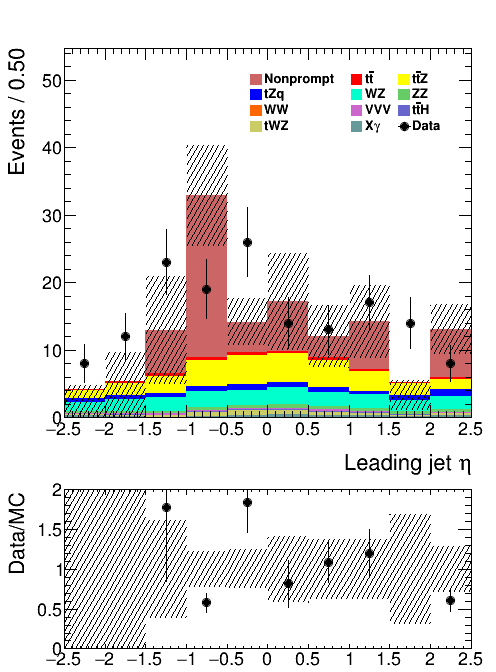 Events / 0.50
50
40
30
20
10
0
Nonprompt tt̄ tt̄Z
tZq WZ ZZ
WW VVV tt̄H
tWZ Xγ Data
−2.5 −2 −1.5 −1 −0.5 0 0.5 1 1.5 2 2.5
Leading jet η
Data/MC
2
1.5
1
0.5
0
−2.5 −2 −1.5 −1 −0.5 0 0.5 1 1.5 2 2.5